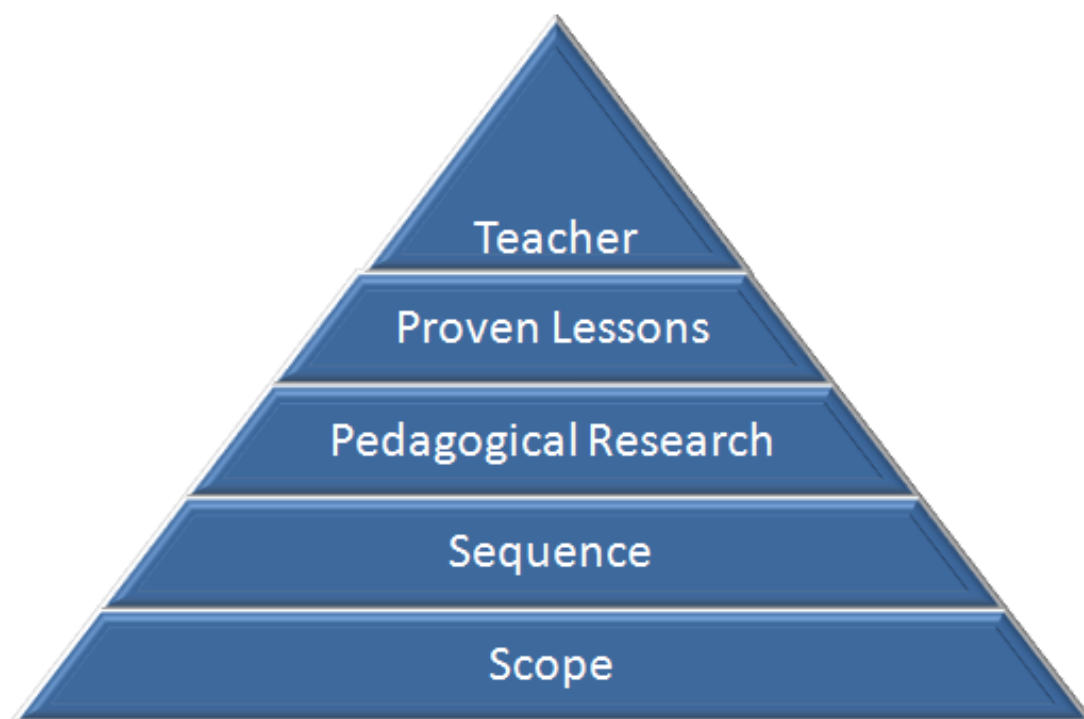 Teacher
Proven Lessons
Pedagogical Research
Sequence
Scope